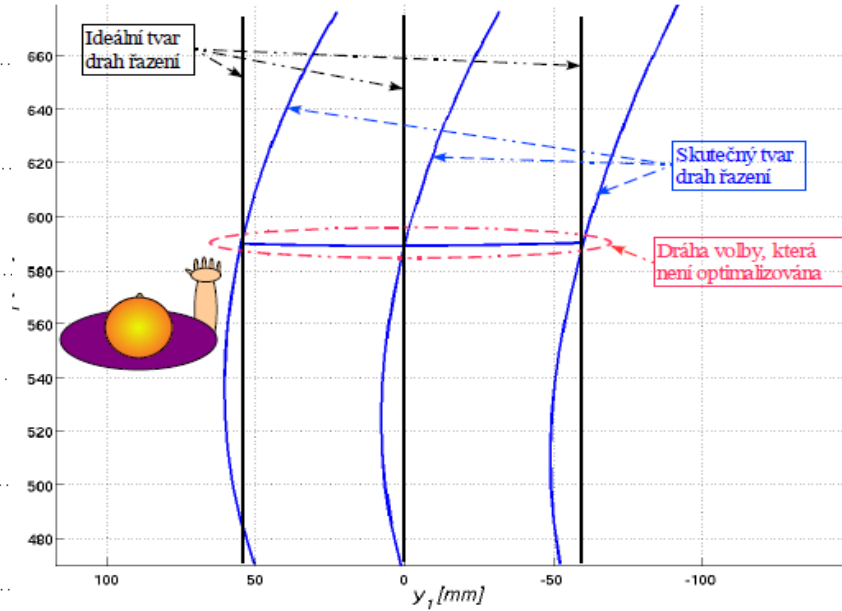 Ideální tvar
drah řazení
660
640
Skutečný tvar
drah řazení
620
600
Dráha volby, která
není optimalizována
580
560
540
520
500
480
100
50
0
-50
-100
y1 [mm]